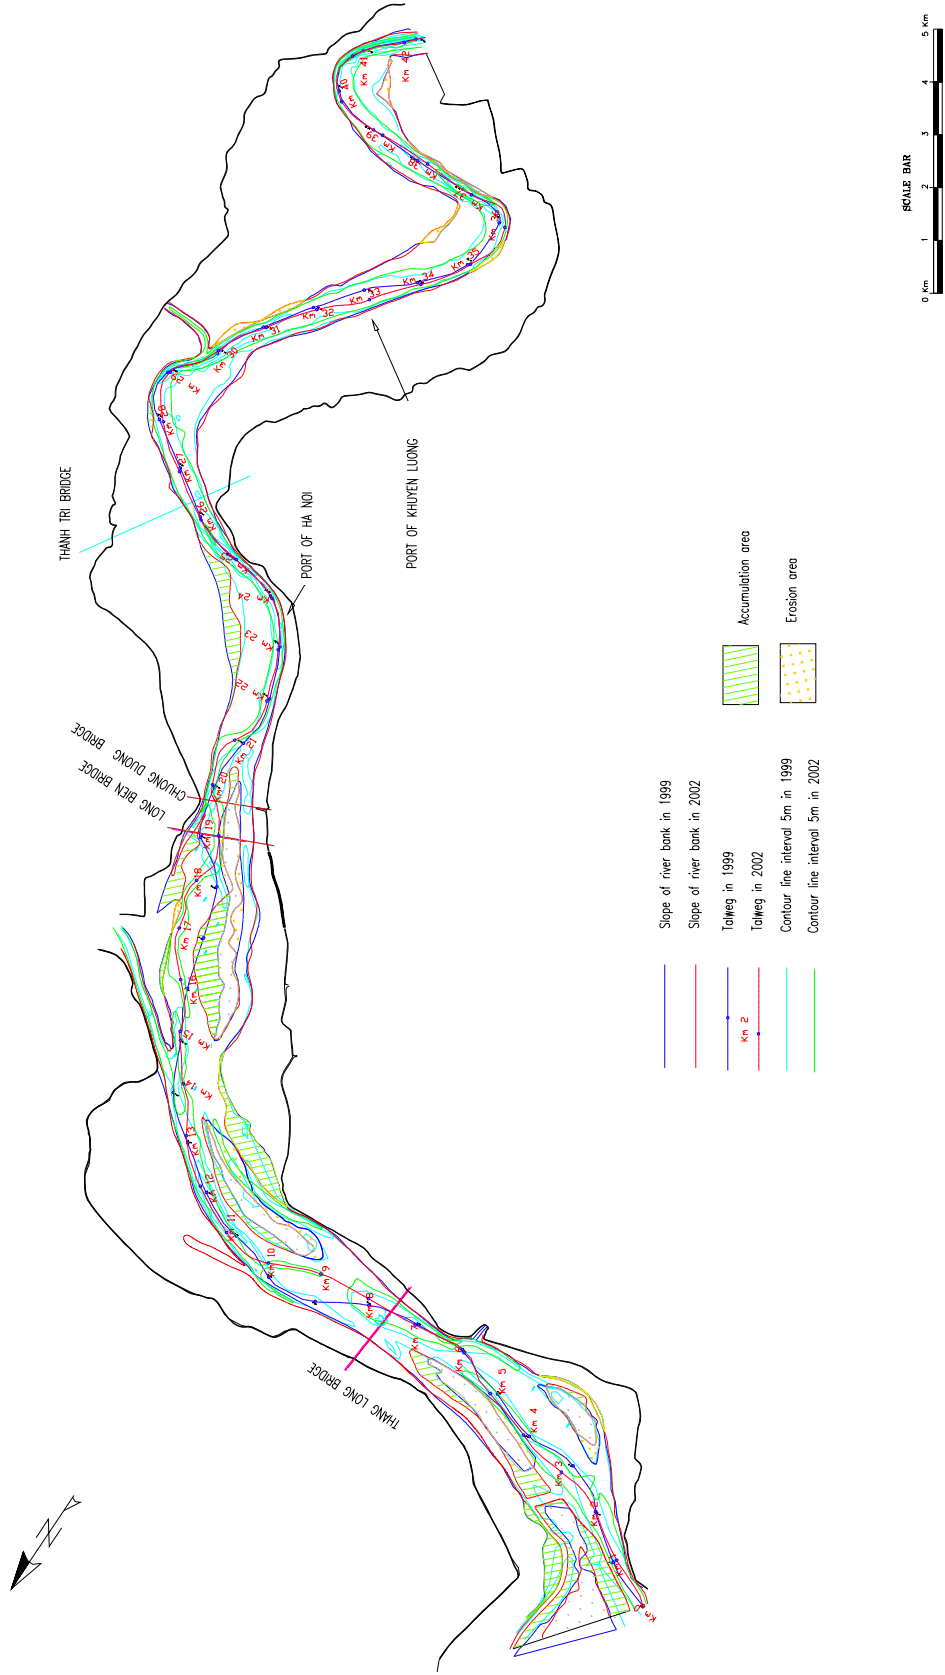 SCALE BAR
0 Km
1
2
3
4
5 Km
THANH TRI BRIDGE
PORT OF HA NOI
PORT OF KHUYEN LUONG
CHUONG DUONG BRIDGE
LONG BIEN BRIDGE
THANG LONG BRIDGE
N
Km 0
Km 1
Km 2
Km 3
Km 4
Km 5
Km 6
Km 7
Km 8
Km 9
Km 10
Km 11
Km 12
Km 13
Km 14
Km 15
Km 16
Km 17
Km 18
Km 19
Km 20
Km 21
Km 22
Km 23
Km 24
Km 25
Km 26
Km 27
Km 28
Km 29
Km 30
Km 31
Km 32
Km 33
Km 34
Km 35
Km 36
Km 37
Km 38
Km 39
Km 40
Km 41
Km 42
Slope of river bank in 1999
Slope of river bank in 2002
Talweg in 1999
Km 2
Talweg in 2002
Contour line interval 5m in 1999
Contour line interval 5m in 2002
Accumulation area
Erosion area